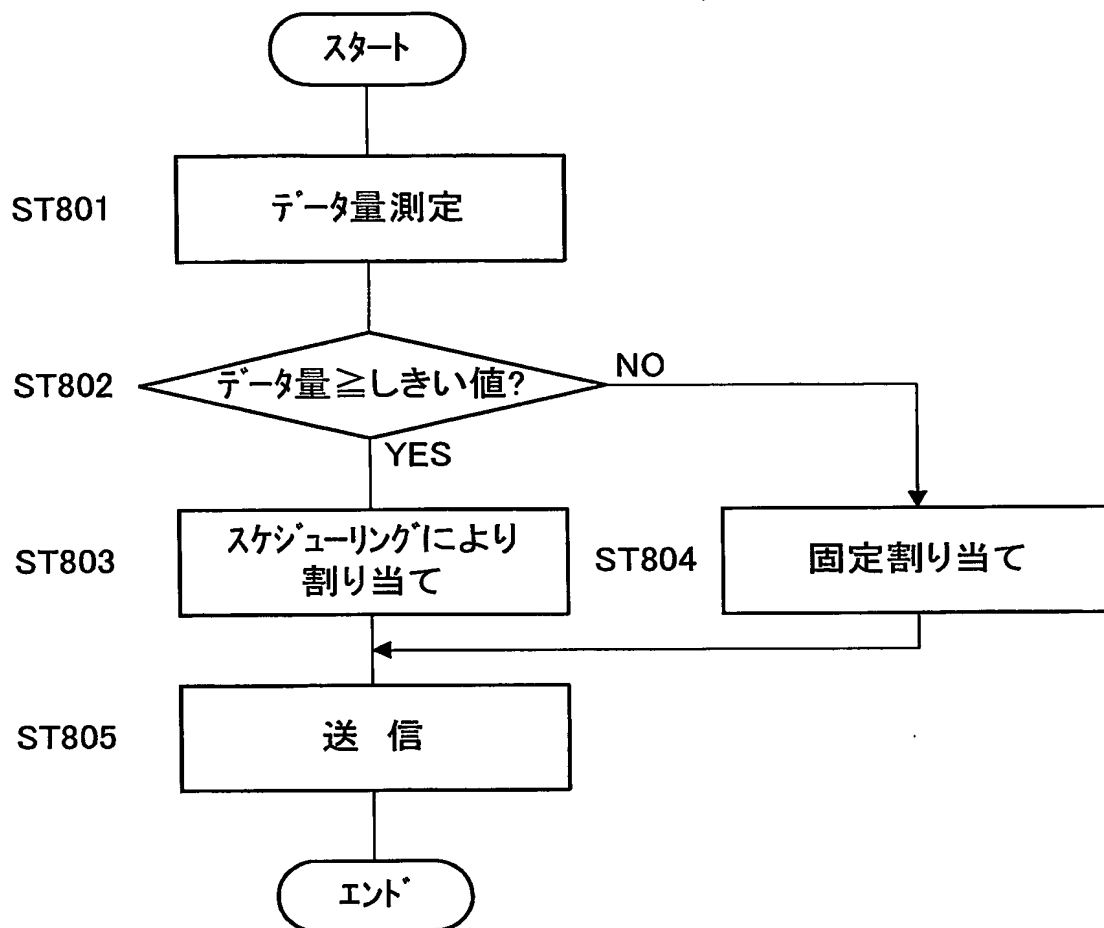 スタート
ST801
データ量測定
ST802
データ量≧しきい値?
NO
YES
ST803
スケジューリングにより
割り当て
ST804
固定割り当て
ST805
送 信
エンド